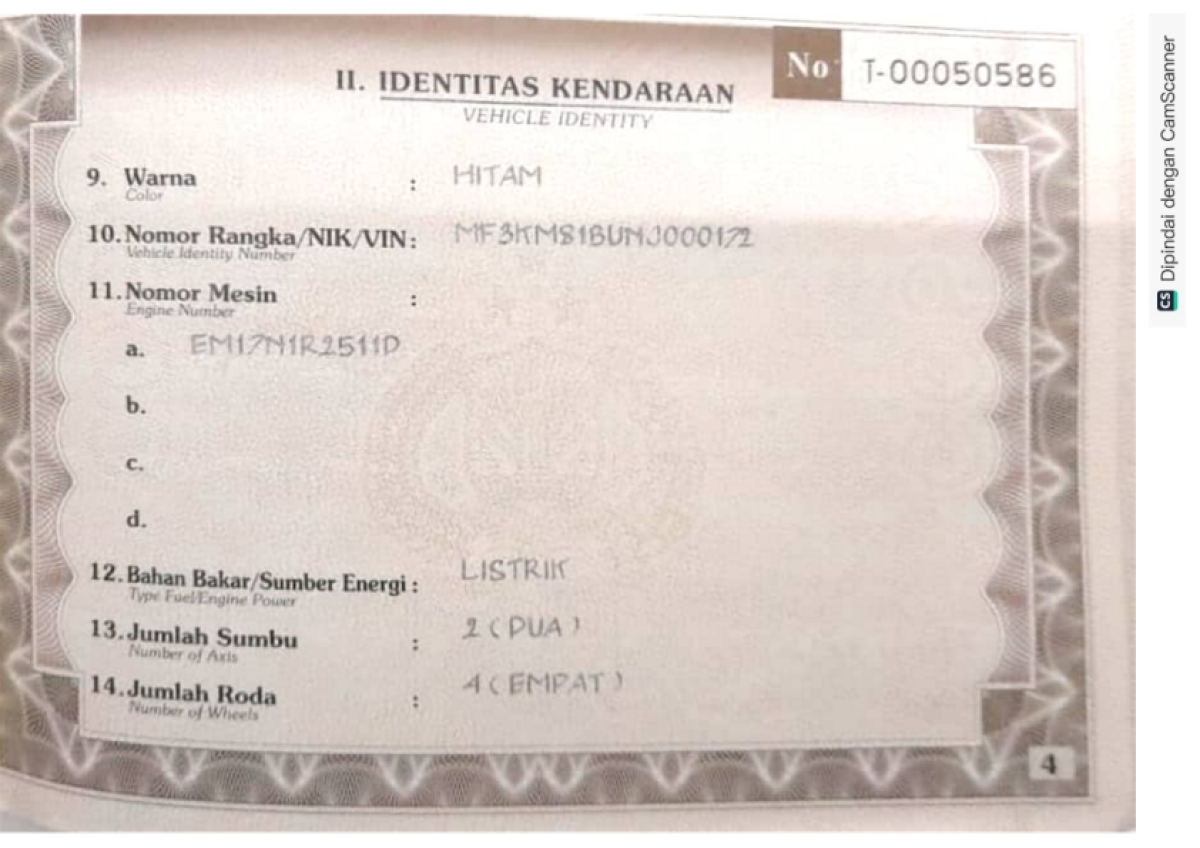 No T-00050586
II. IDENTITAS KENDARAAN
VEHICLE IDENTITY
9. Warna : HITAM
Color
10. Nomor Rangka/NIK/VIN : MF3KM81BUNJ000172
Vehicle Identity Number
11. Nomor Mesin :
Engine Number
a. EM17N1R2511D
b.
c.
d.
12. Bahan Bakar/Sumber Energi : LISTRIK
Type Fuel/Engine Power
13. Jumlah Sumbu : 2 ( DUA )
Number of Axis
14. Jumlah Roda : 4 ( EMPAT )
Number of Wheels
4
CS Dipindai dengan CamScanner